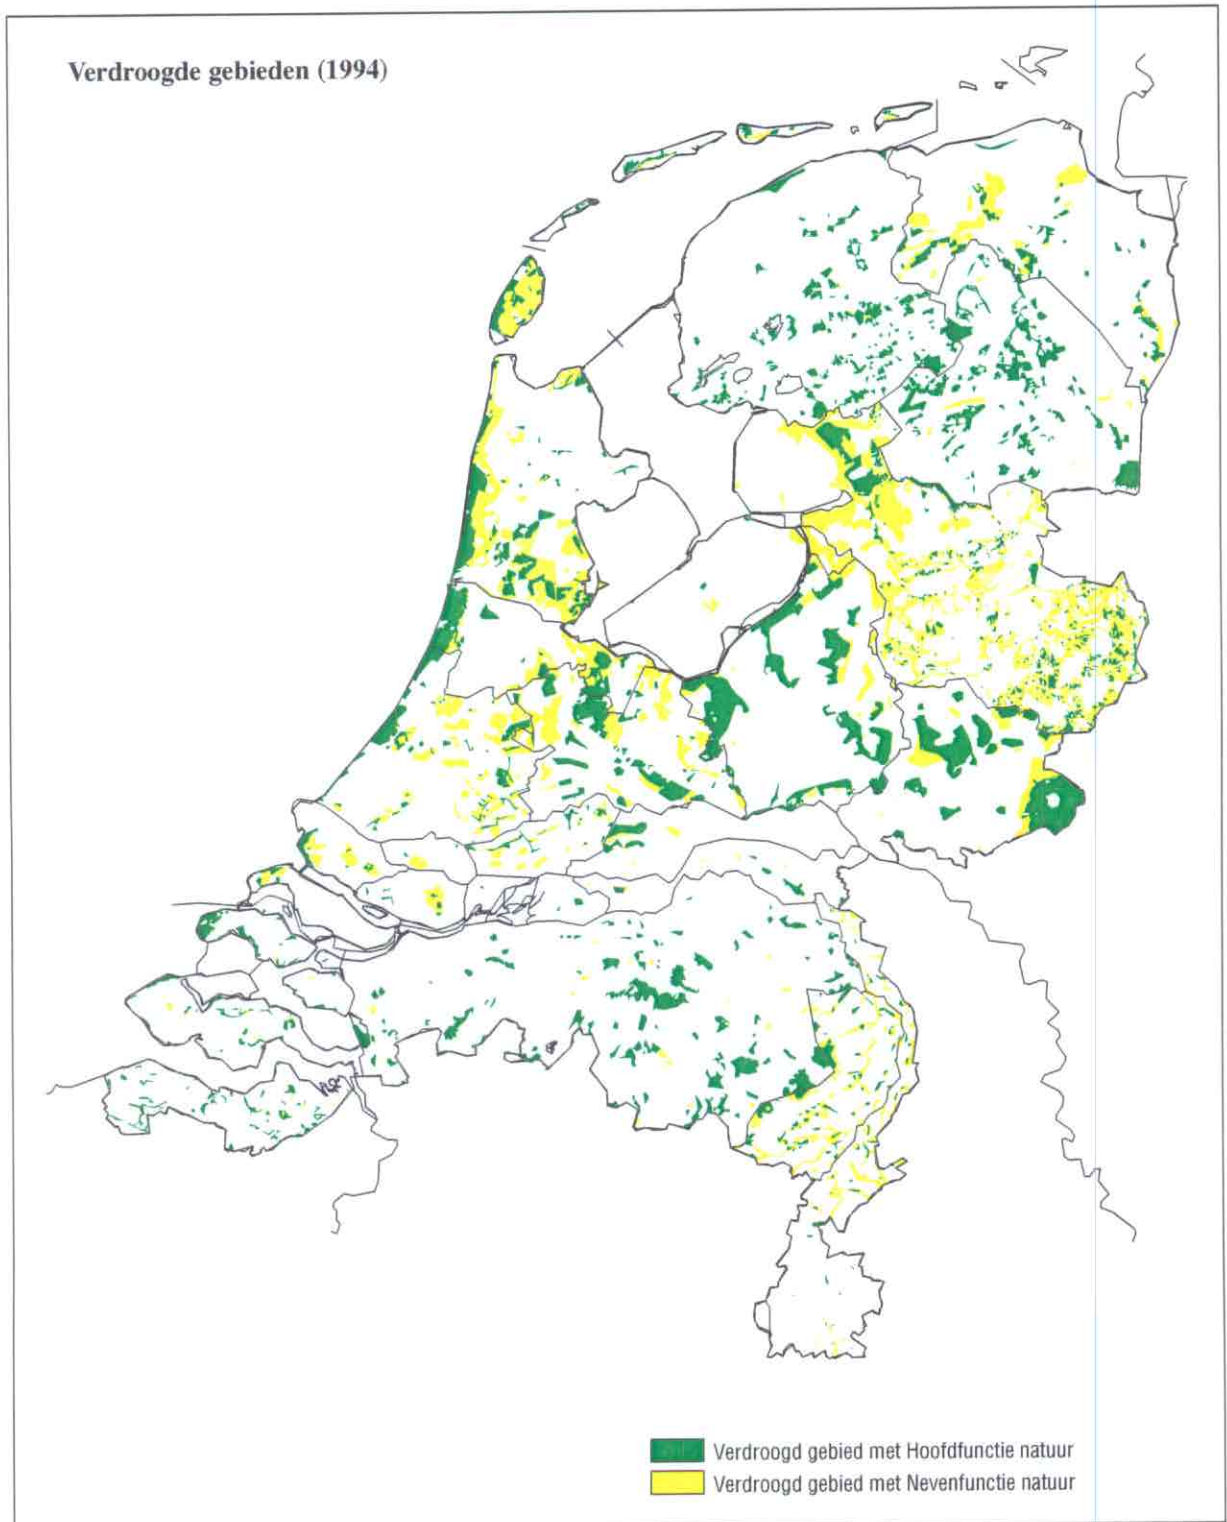 Verdroogde gebieden (1994)
Verdroogd gebied met Hoofdfunctie natuur
Verdroogd gebied met Nevenfunctie natuur